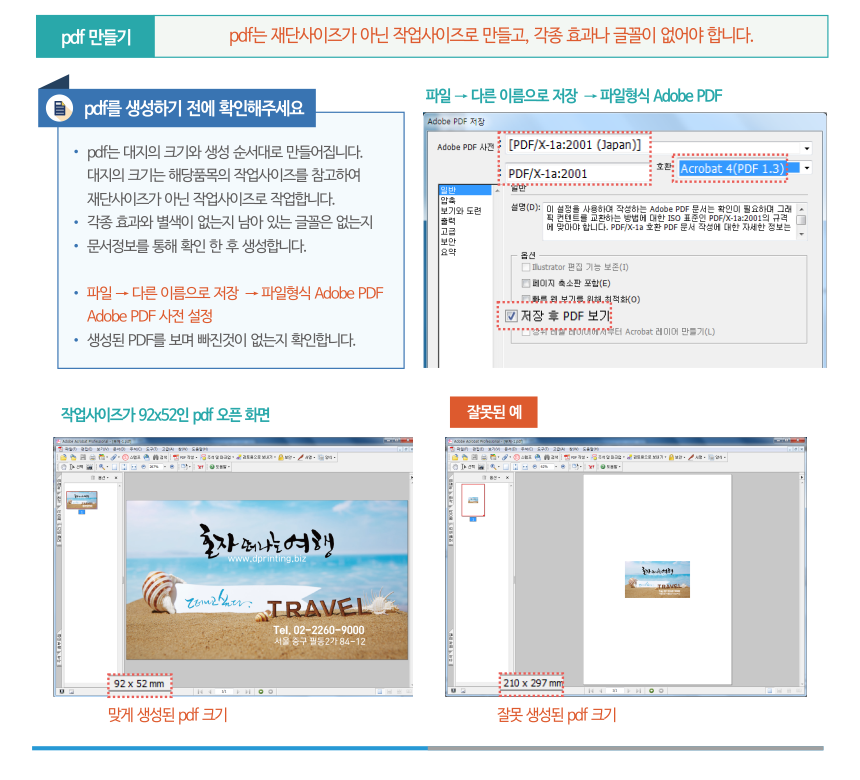 pdf 만들기
pdf는 재단사이즈가 아닌 작업사이즈로 만들고, 각종 효과나 글꼴이 없어야 합니다.
pdf를 생성하기 전에 확인해주세요
• pdf는 대지의 크기와 생성 순서대로 만들어집니다.
대지의 크기는 해당품목의 작업사이즈를 참고하여
재단사이즈가 아닌 작업사이즈로 작업합니다.
• 각종 효과와 별색이 없는지 남아 있는 글꼴은 없는지
• 문서정보를 통해 확인 한 후 생성합니다.
• 파일 → 다른 이름으로 저장 → 파일형식 Adobe PDF
Adobe PDF 사전 설정
• 생성된 PDF를 보며 빠진것이 없는지 확인합니다.
파일 → 다른 이름으로 저장 → 파일형식 Adobe PDF
Adobe PDF 저장
Adobe PDF 사전
[PDF/X-1a:2001 (Japan)]
PDF/X-1a:2001
호환
Acrobat 4(PDF 1.3)
일반
압축
보기와 도련
출력
고급
보안
요약
일반
설명(D):
이 설정을 사용하여 작성하는 Adobe PDF 문서는 확인이 필요하며 그래
픽 컨텐트를 교환하는 방법에 대한 ISO 표준인 PDF/X-1a:2001의 규격
에 맞아야 합니다. PDF/X-1a 호환 PDF 문서 작성에 대한 자세한 정보는
옵션
Illustrator 편집 기능 보존(I)
페이지 축소판 포함(E)
빠른 웹 보기를 위해 최적화(O)
저장 후 PDF 보기
상위 레벨 레이어에서부터 Acrobat 레이어 만들기(L)
작업사이즈가 92x52인 pdf 오픈 화면
혼자 떠나는 여행
www.dprinting.biz
TRAVEL
Tel. 02-2260-9000
서울 중구 필동2가 84-12
92 x 52 mm
맞게 생성된 pdf 크기
잘못된 예
혼자 떠나는 여행
TRAVEL
210 x 297 mm
잘못 생성된 pdf 크기